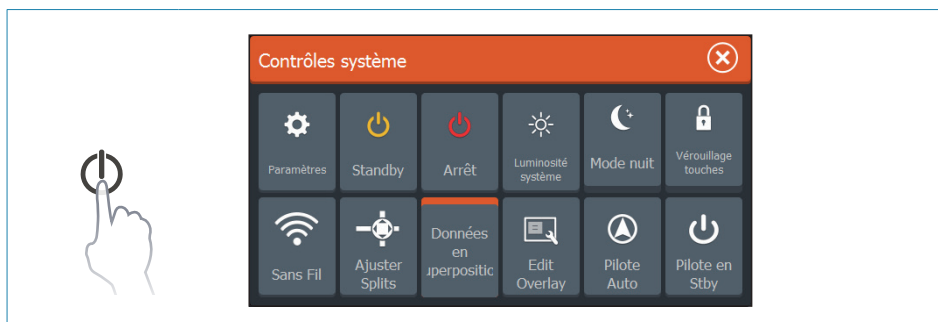 Contrôles système
Paramètres
Standby
Arrêt
Luminosité
système
Mode nuit
Vérouillage
touches
Sans Fil
Ajuster
Splits
Données
en
uperpositic
Edit
Overlay
Pilote
Auto
Pilote en
Stby